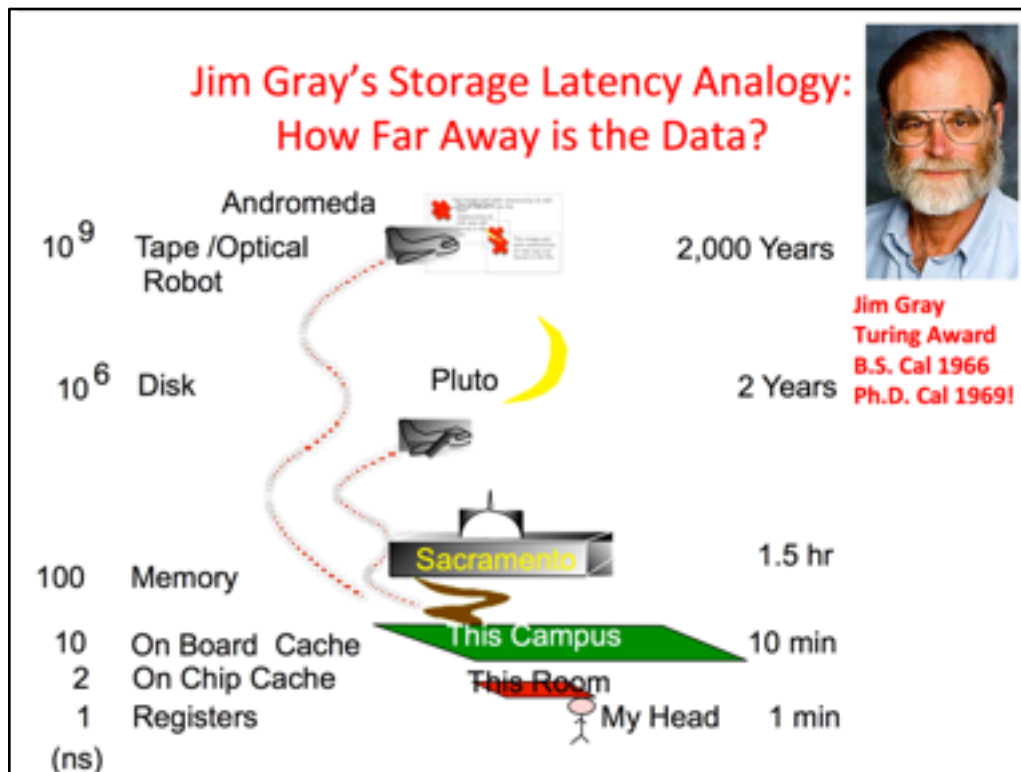 Jim Gray's Storage Latency Analogy:
How Far Away is the Data?
Andromeda
10^9 Tape /Optical Robot 2,000 Years
Jim Gray
Turing Award
B.S. Cal 1966
Ph.D. Cal 1969!
10^6 Disk Pluto 2 Years
Sacramento 1.5 hr
100 Memory
This Campus
10 On Board Cache 10 min
2 On Chip Cache This Room
1 Registers My Head 1 min
(ns)